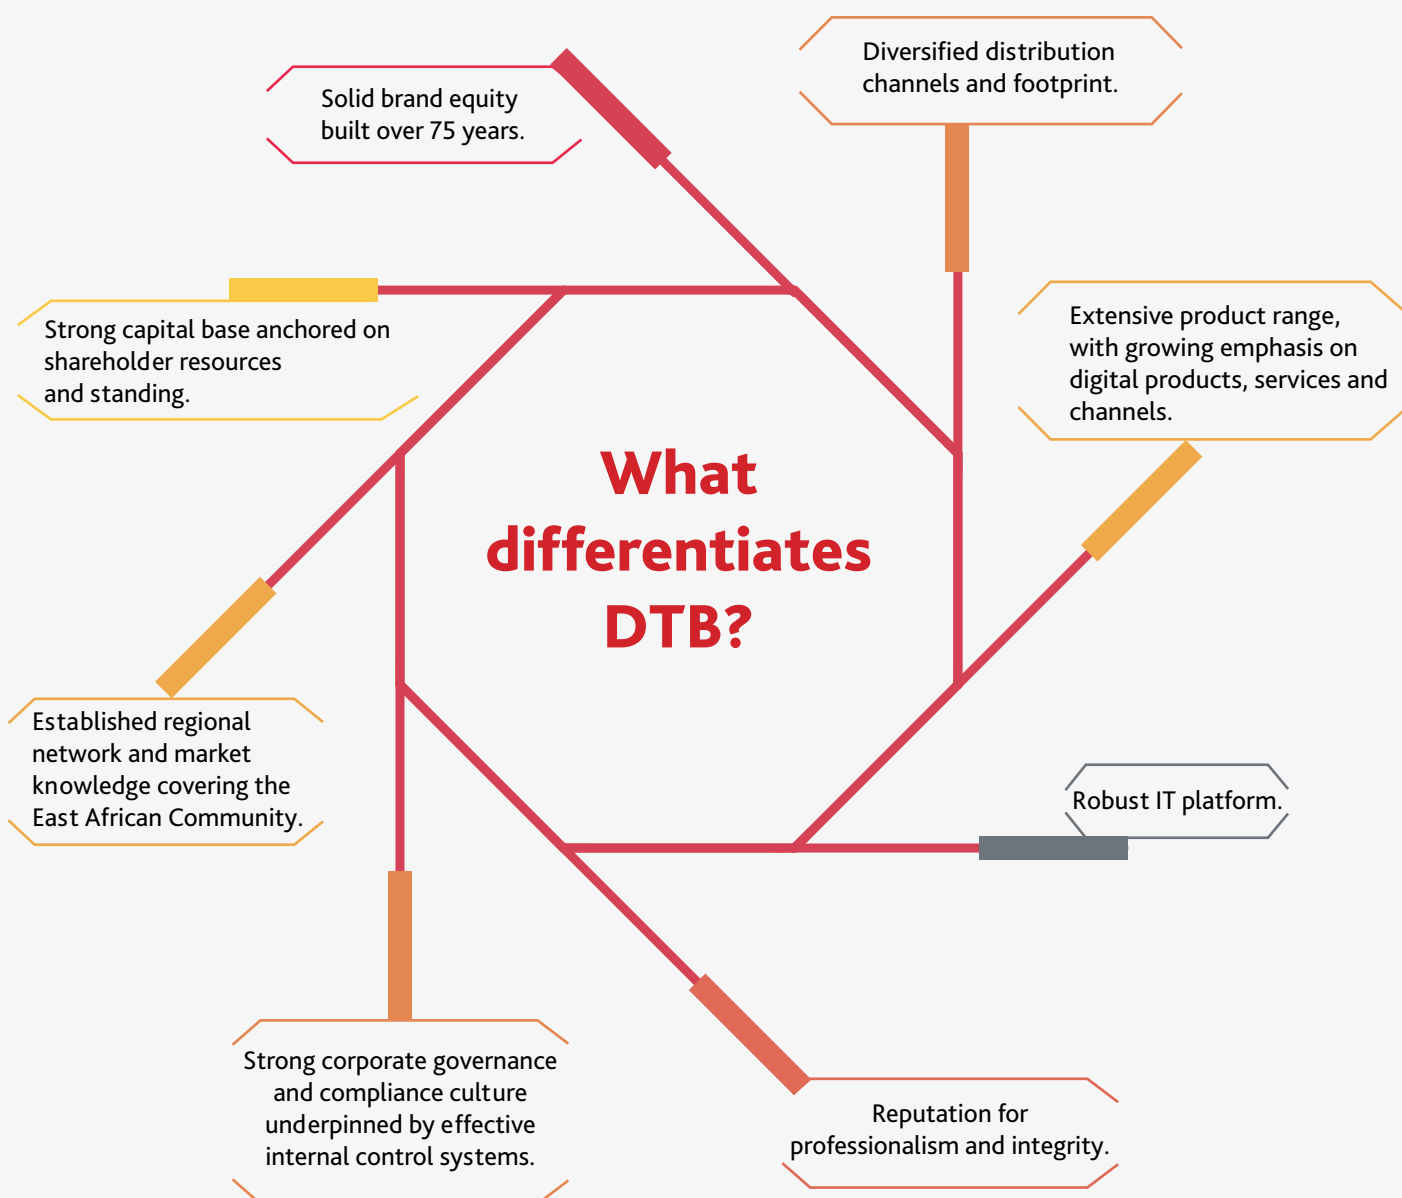 Diversified distribution
channels and footprint.
Solid brand equity
built over 75 years.
Extensive product range,
with growing emphasis on
digital products, services and
channels.
Strong capital base anchored on
shareholder resources
and standing.
What
differentiates
DTB?
Established regional
network and market
knowledge covering the
East African Community.
Robust IT platform.
Strong corporate governance
and compliance culture
underpinned by effective
internal control systems.
Reputation for
professionalism and integrity.